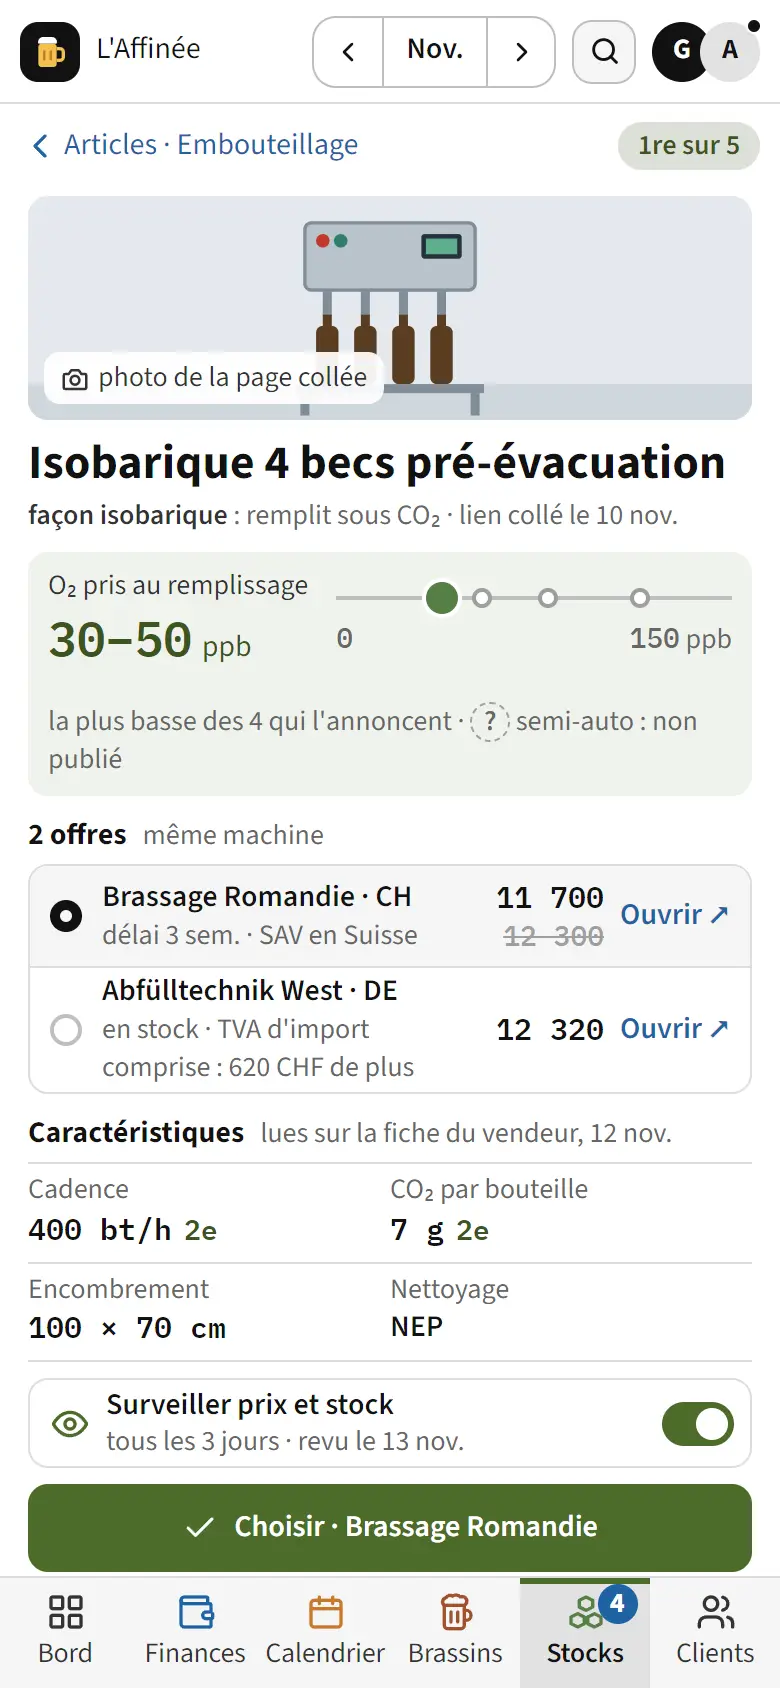 L'Affinée
Nov.
G
A
Articles · Embouteillage
1re sur 5
photo de la page collée
Isobarique 4 becs pré-évacuation
façon isobarique : remplit sous CO₂ · lien collé le 10 nov.
O₂ pris au remplissage
30–50 ppb
0
150 ppb
la plus basse des 4 qui l'annoncent · ? semi-auto : non
publié
2 offres même machine
Brassage Romandie · CH
délai 3 sem. · SAV en Suisse
11 700
12 300
Ouvrir ↗
Abfülltechnik West · DE
en stock · TVA d'import
comprise : 620 CHF de plus
12 320
Ouvrir ↗
Caractéristiques lues sur la fiche du vendeur, 12 nov.
Cadence
400 bt/h 2e
CO₂ par bouteille
7 g 2e
Encombrement
100 × 70 cm
Nettoyage
NEP
Surveiller prix et stock
tous les 3 jours · revu le 13 nov.
Choisir · Brassage Romandie
Bord
Finances
Calendrier
Brassins
4
Stocks
Clients